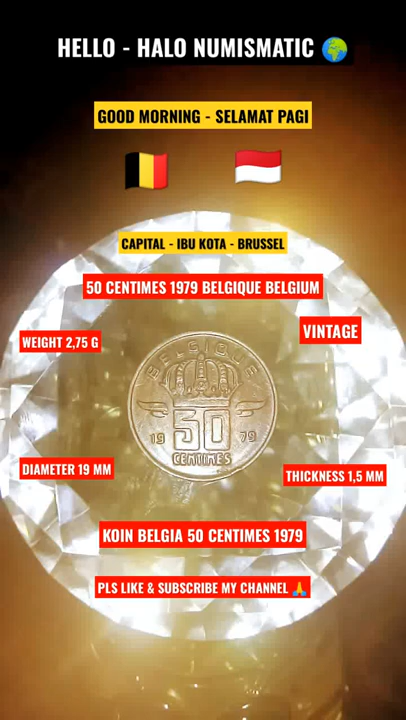 HELLO - HALO NUMISMATIC 🌍
GOOD MORNING - SELAMAT PAGI
CAPITAL - IBU KOTA - BRUSSEL
50 CENTIMES 1979 BELGIQUE BELGIUM
VINTAGE
WEIGHT 2,75 G
BELGIQUE
19 50 79
CENTIMES
DIAMETER 19 MM
THICKNESS 1,5 MM
KOIN BELGIA 50 CENTIMES 1979
PLS LIKE & SUBSCRIBE MY CHANNEL 🙏